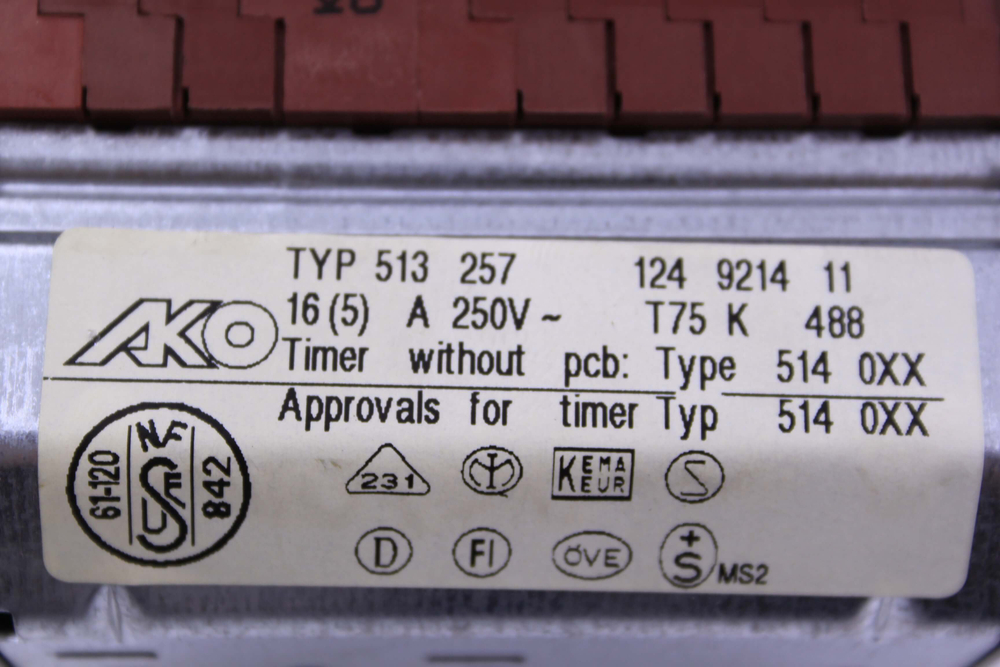 TYP 513 257 124 9214 11
AKO
16 (5) A 250V ~ T75 K 488
Timer without pcb: Type 514 0XX
Approvals for timer Typ 514 0XX
61-120 NF USE 842
231
KEMA EUR
S
D
FI
ÖVE
+S MS2